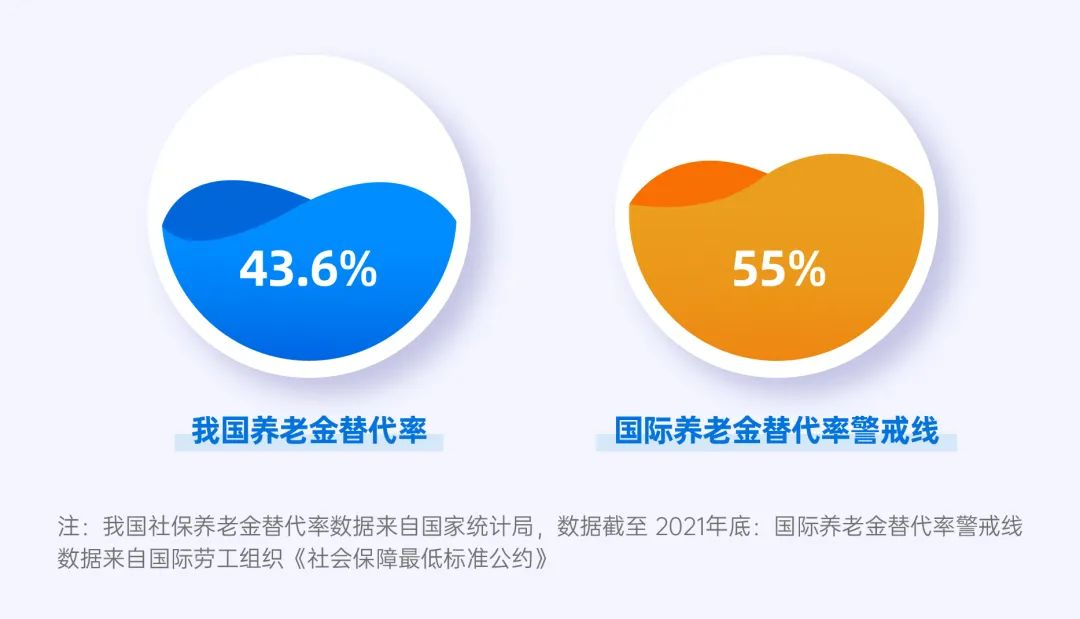 43.6%
55%
我国养老金替代率
国际养老金替代率警戒线
注：我国社保养老金替代率数据来自国家统计局，数据截至 2021年底：国际养老金替代率警戒线
数据来自国际劳工组织《社会保障最低标准公约》